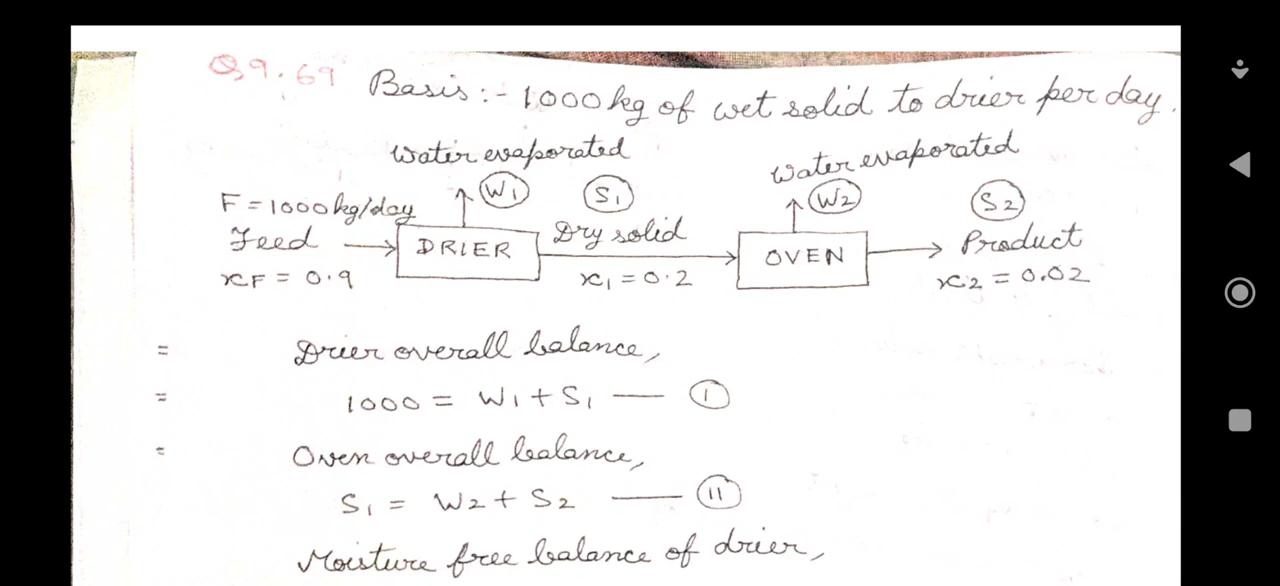 Q 9.69 Basis :- 1000 kg of wet solid to drier per day.
Water evaporated
Water evaporated
W1
S1
W2
S2
F = 1000 kg/day
Feed
DRIER
Dry solid
OVEN
Product
xF = 0.9
x1 = 0.2
x2 = 0.02
= Drier overall balance,
= 1000 = W1 + S1 — I
= Oven overall balance,
S1 = W2 + S2 — II
Moisture free balance of drier,